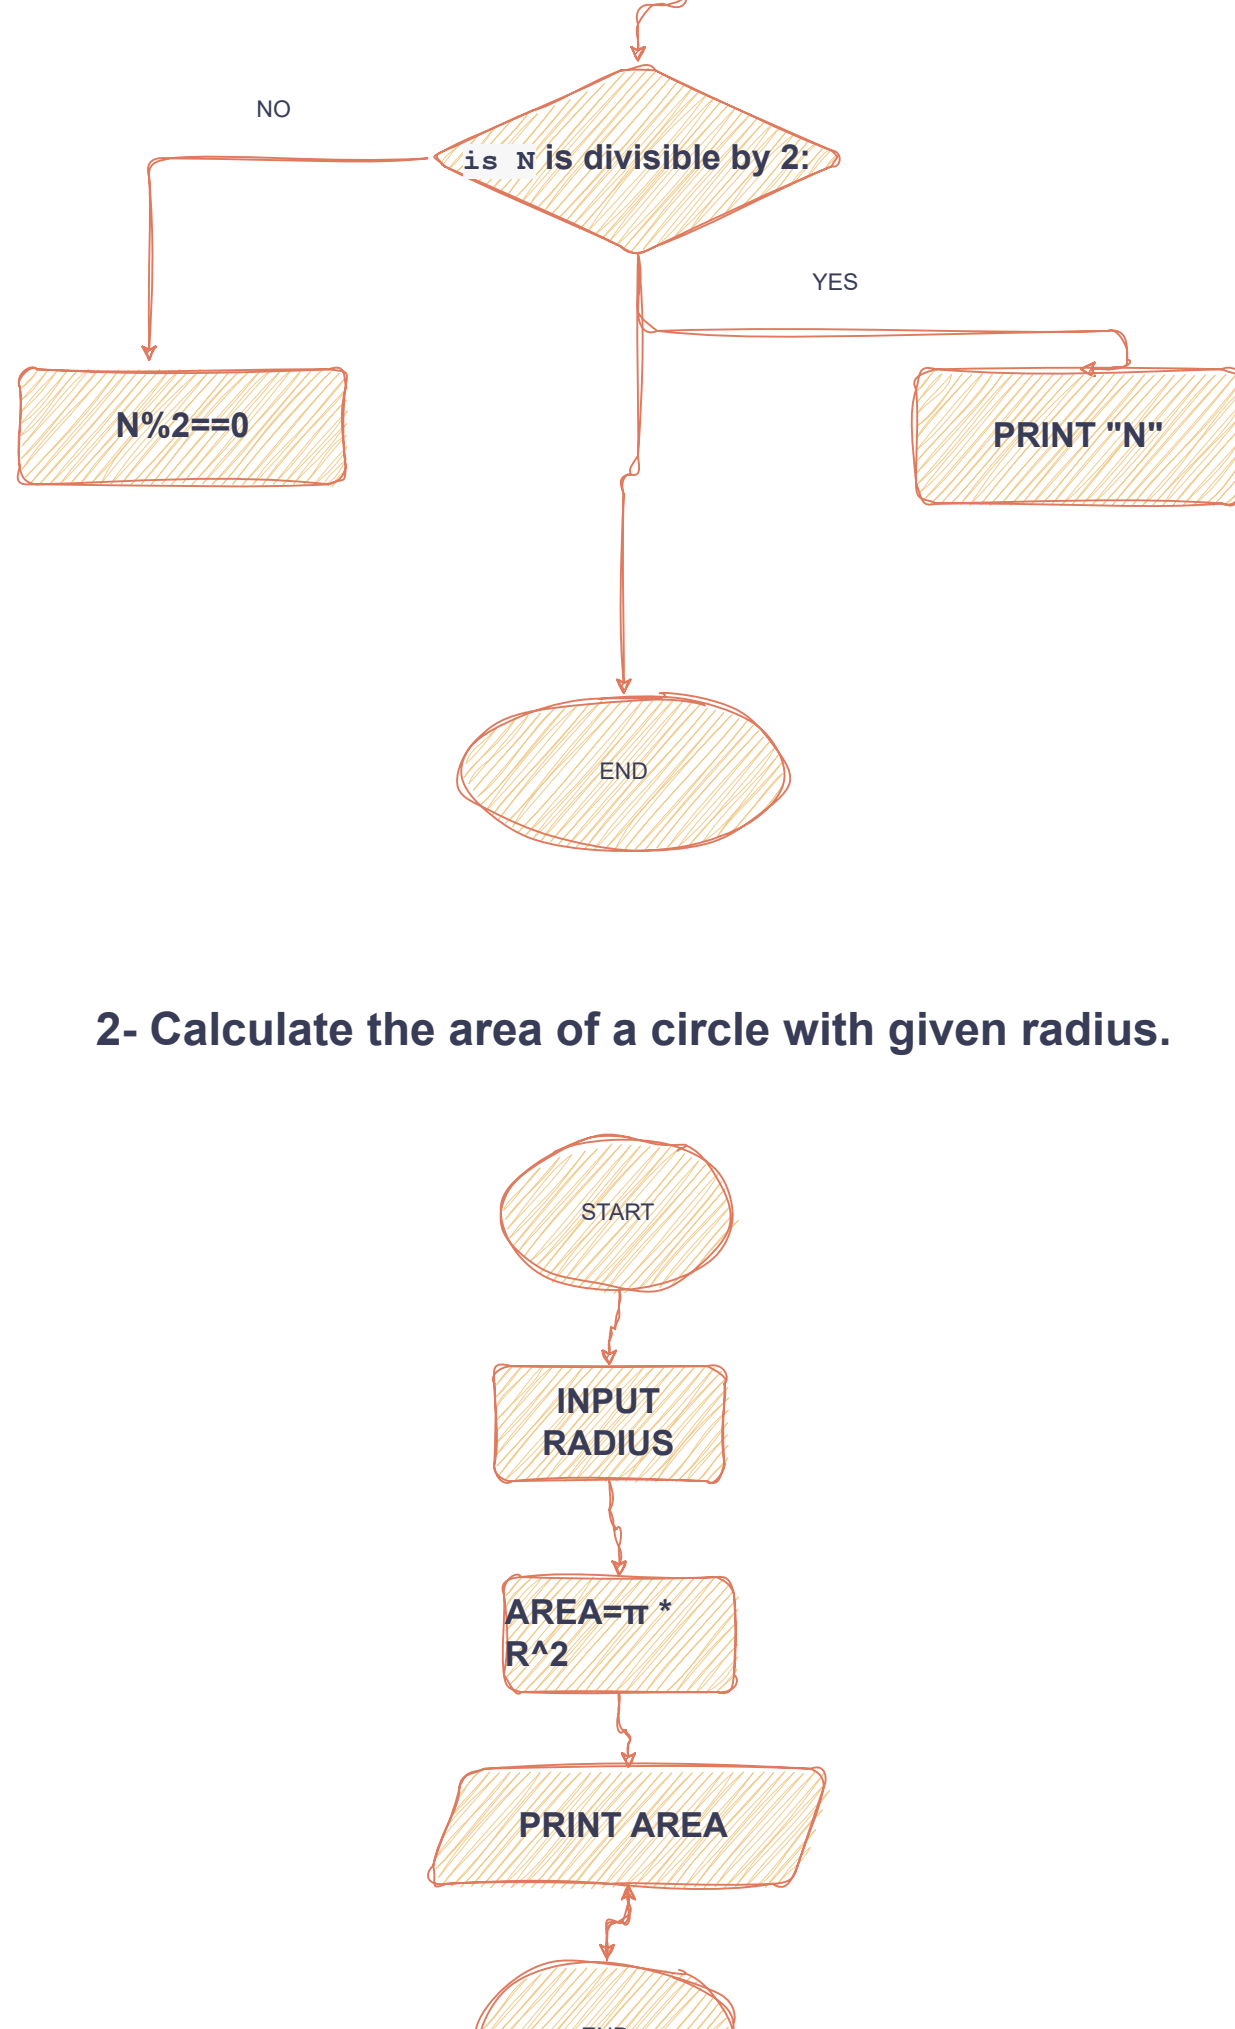 NO
is N is divisible by 2:
YES
N%2==0
PRINT "N"
END
2- Calculate the area of a circle with given radius.
START
INPUT
RADIUS
AREA=π *
R^2
PRINT AREA